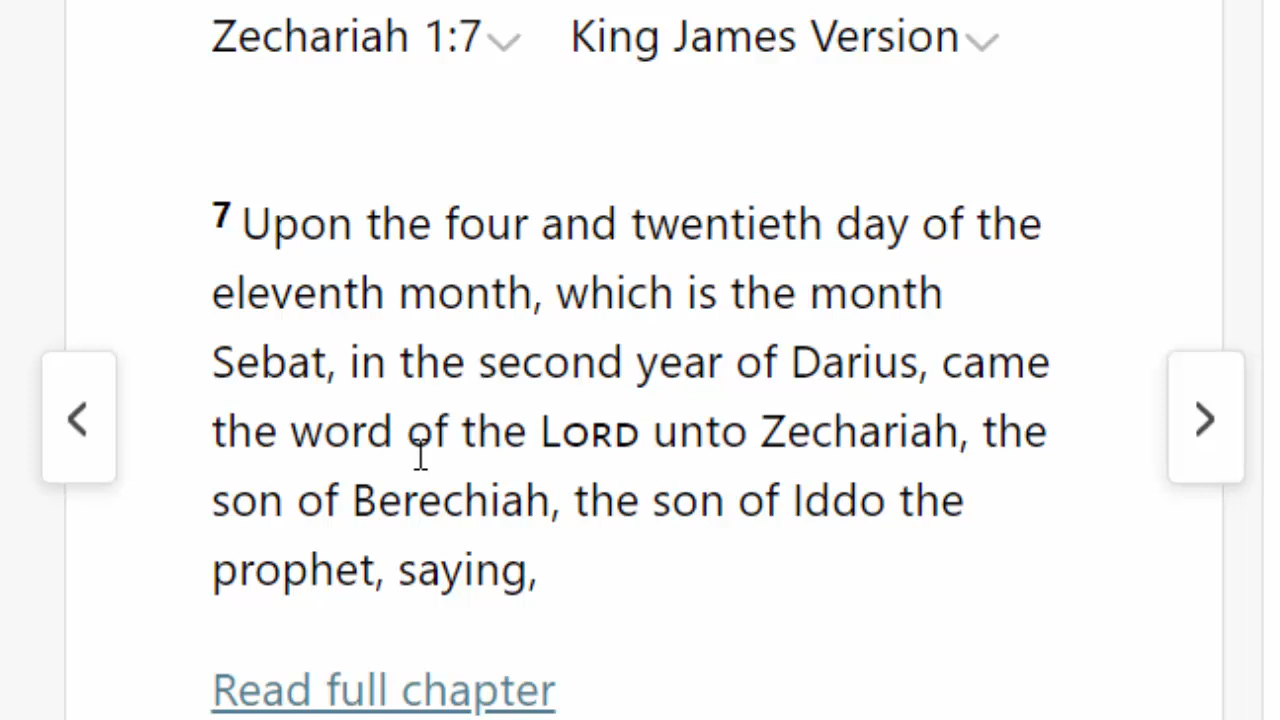 Zechariah 1:7 King James Version
7 Upon the four and twentieth day of the
eleventh month, which is the month
Sebat, in the second year of Darius, came
the word of the LORD unto Zechariah, the
son of Berechiah, the son of Iddo the
prophet, saying,
Read full chapter